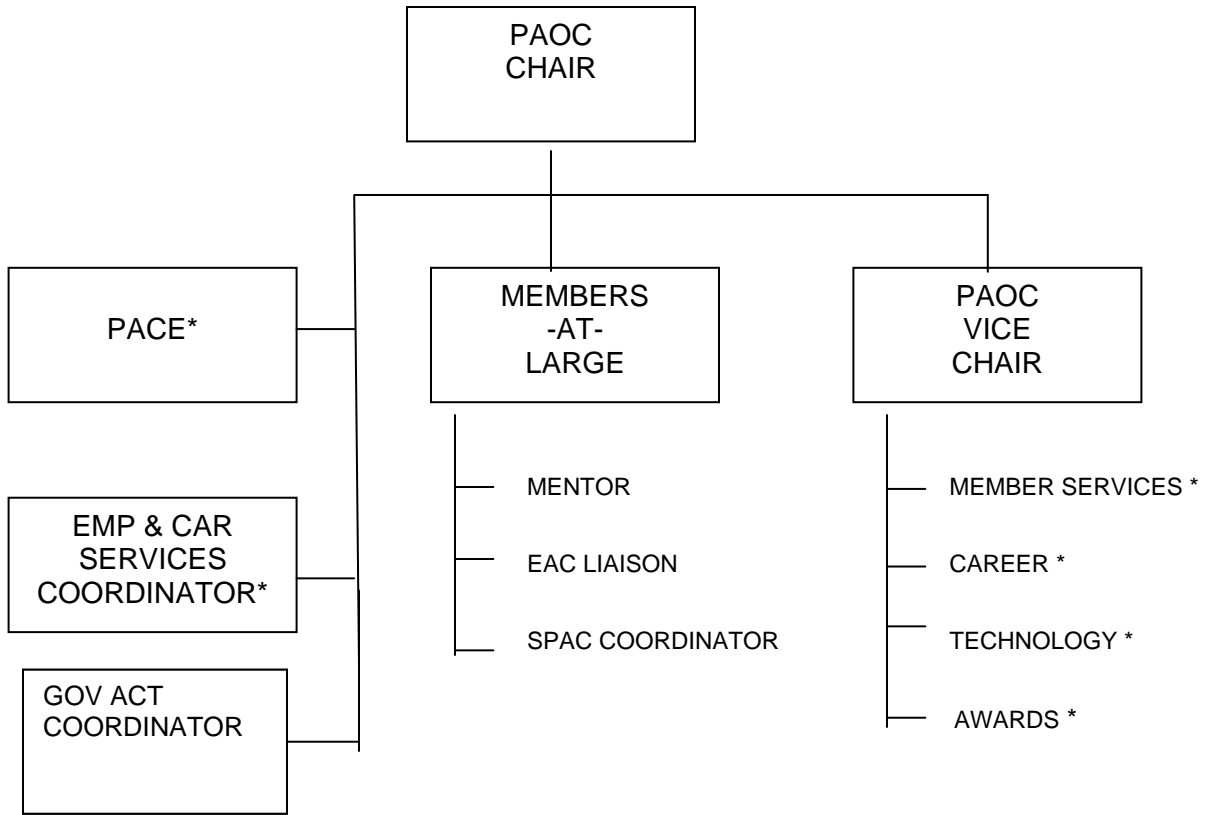 PAOC
CHAIR
PACE*
MEMBERS
-AT-
LARGE
PAOC
VICE
CHAIR
EMP & CAR
SERVICES
COORDINATOR*
GOV ACT
COORDINATOR
MENTOR
EAC LIAISON
SPAC COORDINATOR
MEMBER SERVICES *
CAREER *
TECHNOLOGY *
AWARDS *